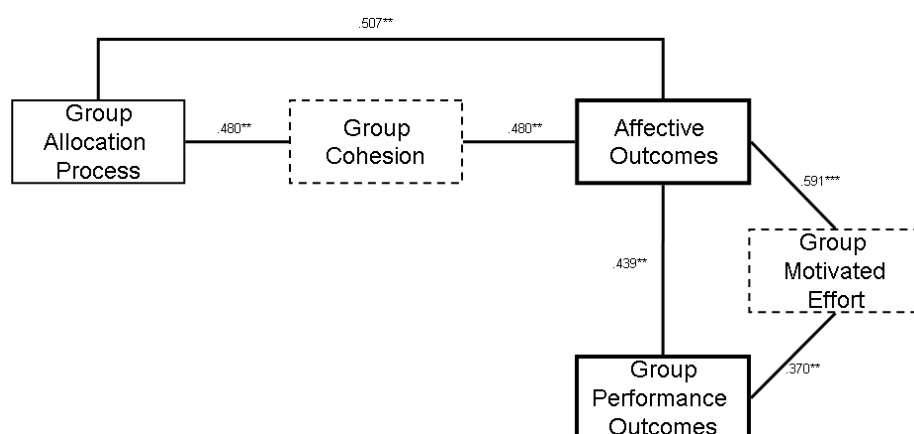 .507**
Group
Allocation
Process
.480**
Group
Cohesion
.480**
Affective
Outcomes
.591***
Group
Motivated
Effort
.439**
.370**
Group
Performance
Outcomes